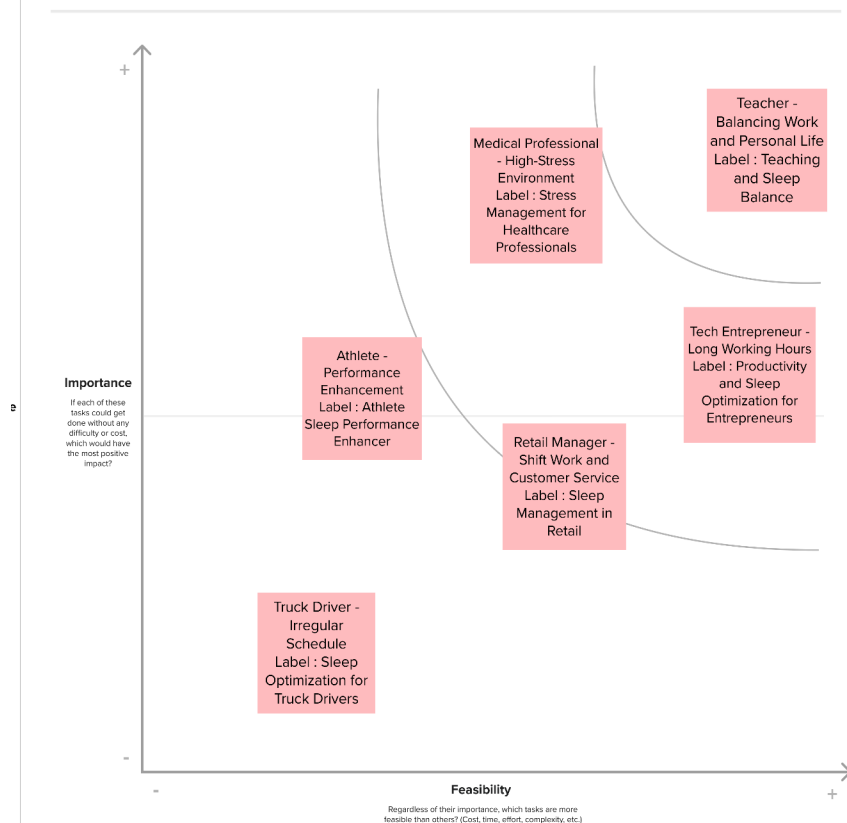 +
Teacher -
Balancing Work
and Personal Life
Label : Teaching
and Sleep
Balance
Medical Professional
- High-Stress
Environment
Label : Stress
Management for
Healthcare
Professionals
Tech Entrepreneur -
Long Working Hours
Label : Productivity
and Sleep
Optimization for
Entrepreneurs
Athlete -
Performance
Enhancement
Label : Athlete
Sleep Performance
Enhancer
Importance
If each of these
tasks could get
done without any
difficulty or cost,
which would have
the most positive
impact?
e
Retail Manager -
Shift Work and
Customer Service
Label : Sleep
Management in
Retail
Truck Driver -
Irregular
Schedule
Label : Sleep
Optimization for
Truck Drivers
-
-
Feasibility
+
Regardless of their importance, which tasks are more
feasible than others? (Cost, time, effort, complexity, etc.)